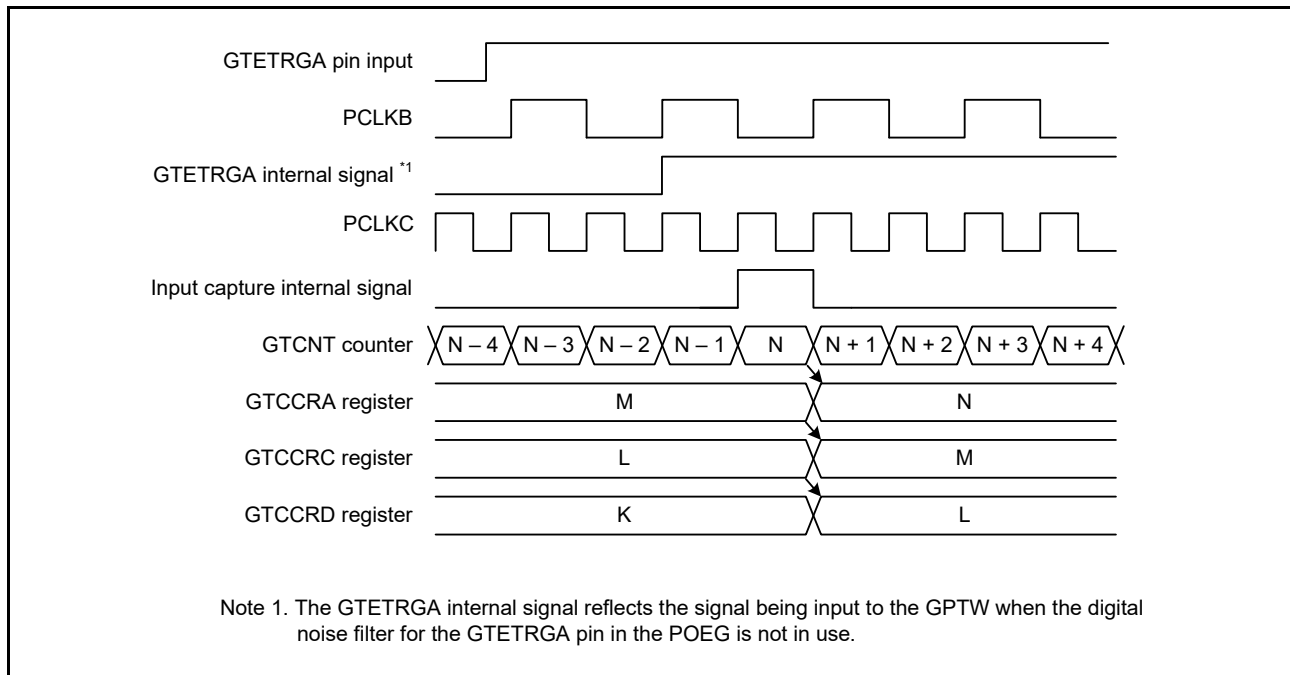 GTETRGA pin input
PCLKB
GTETRGA internal signal *1
PCLKC
Input capture internal signal
GTCNT counter N – 4 N – 3 N – 2 N – 1 N N + 1 N + 2 N + 3 N + 4
GTCCRA register M N
GTCCRC register L M
GTCCRD register K L
Note 1. The GTETRGA internal signal reflects the signal being input to the GPTW when the digital
noise filter for the GTETRGA pin in the POEG is not in use.